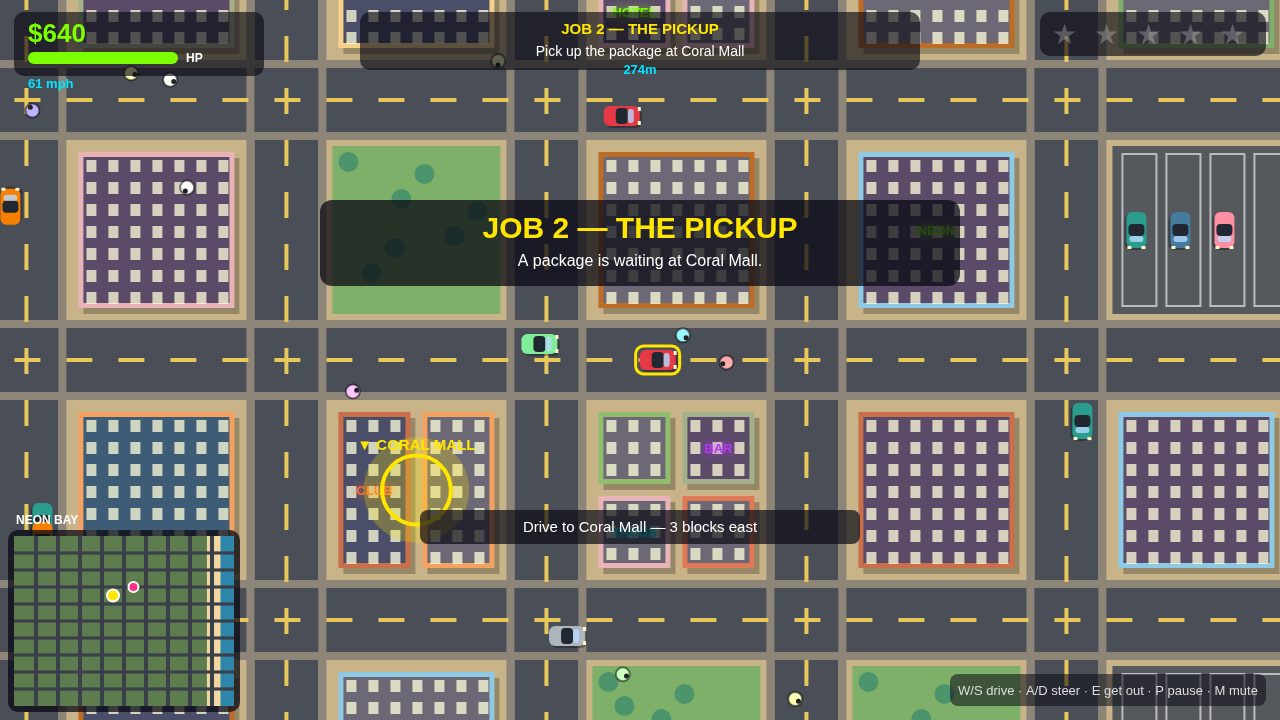 $640
HP
61 mph
HOTEL
JOB 2 — THE PICKUP
Pick up the package at Coral Mall
274m
JOB 2 — THE PICKUP
A package is waiting at Coral Mall.
NEON
▼ CORAL MALL
CLUB
BAR
Drive to Coral Mall — 3 blocks east
NEON BAY
W/S drive · A/D steer · E get out · P pause · M mute